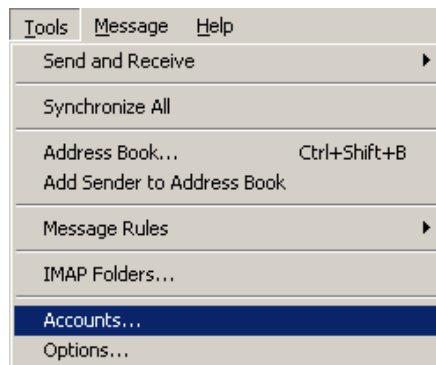 Tools Message Help
Send and Receive
Synchronize All
Address Book... Ctrl+Shift+B
Add Sender to Address Book
Message Rules
IMAP Folders...
Accounts...
Options...